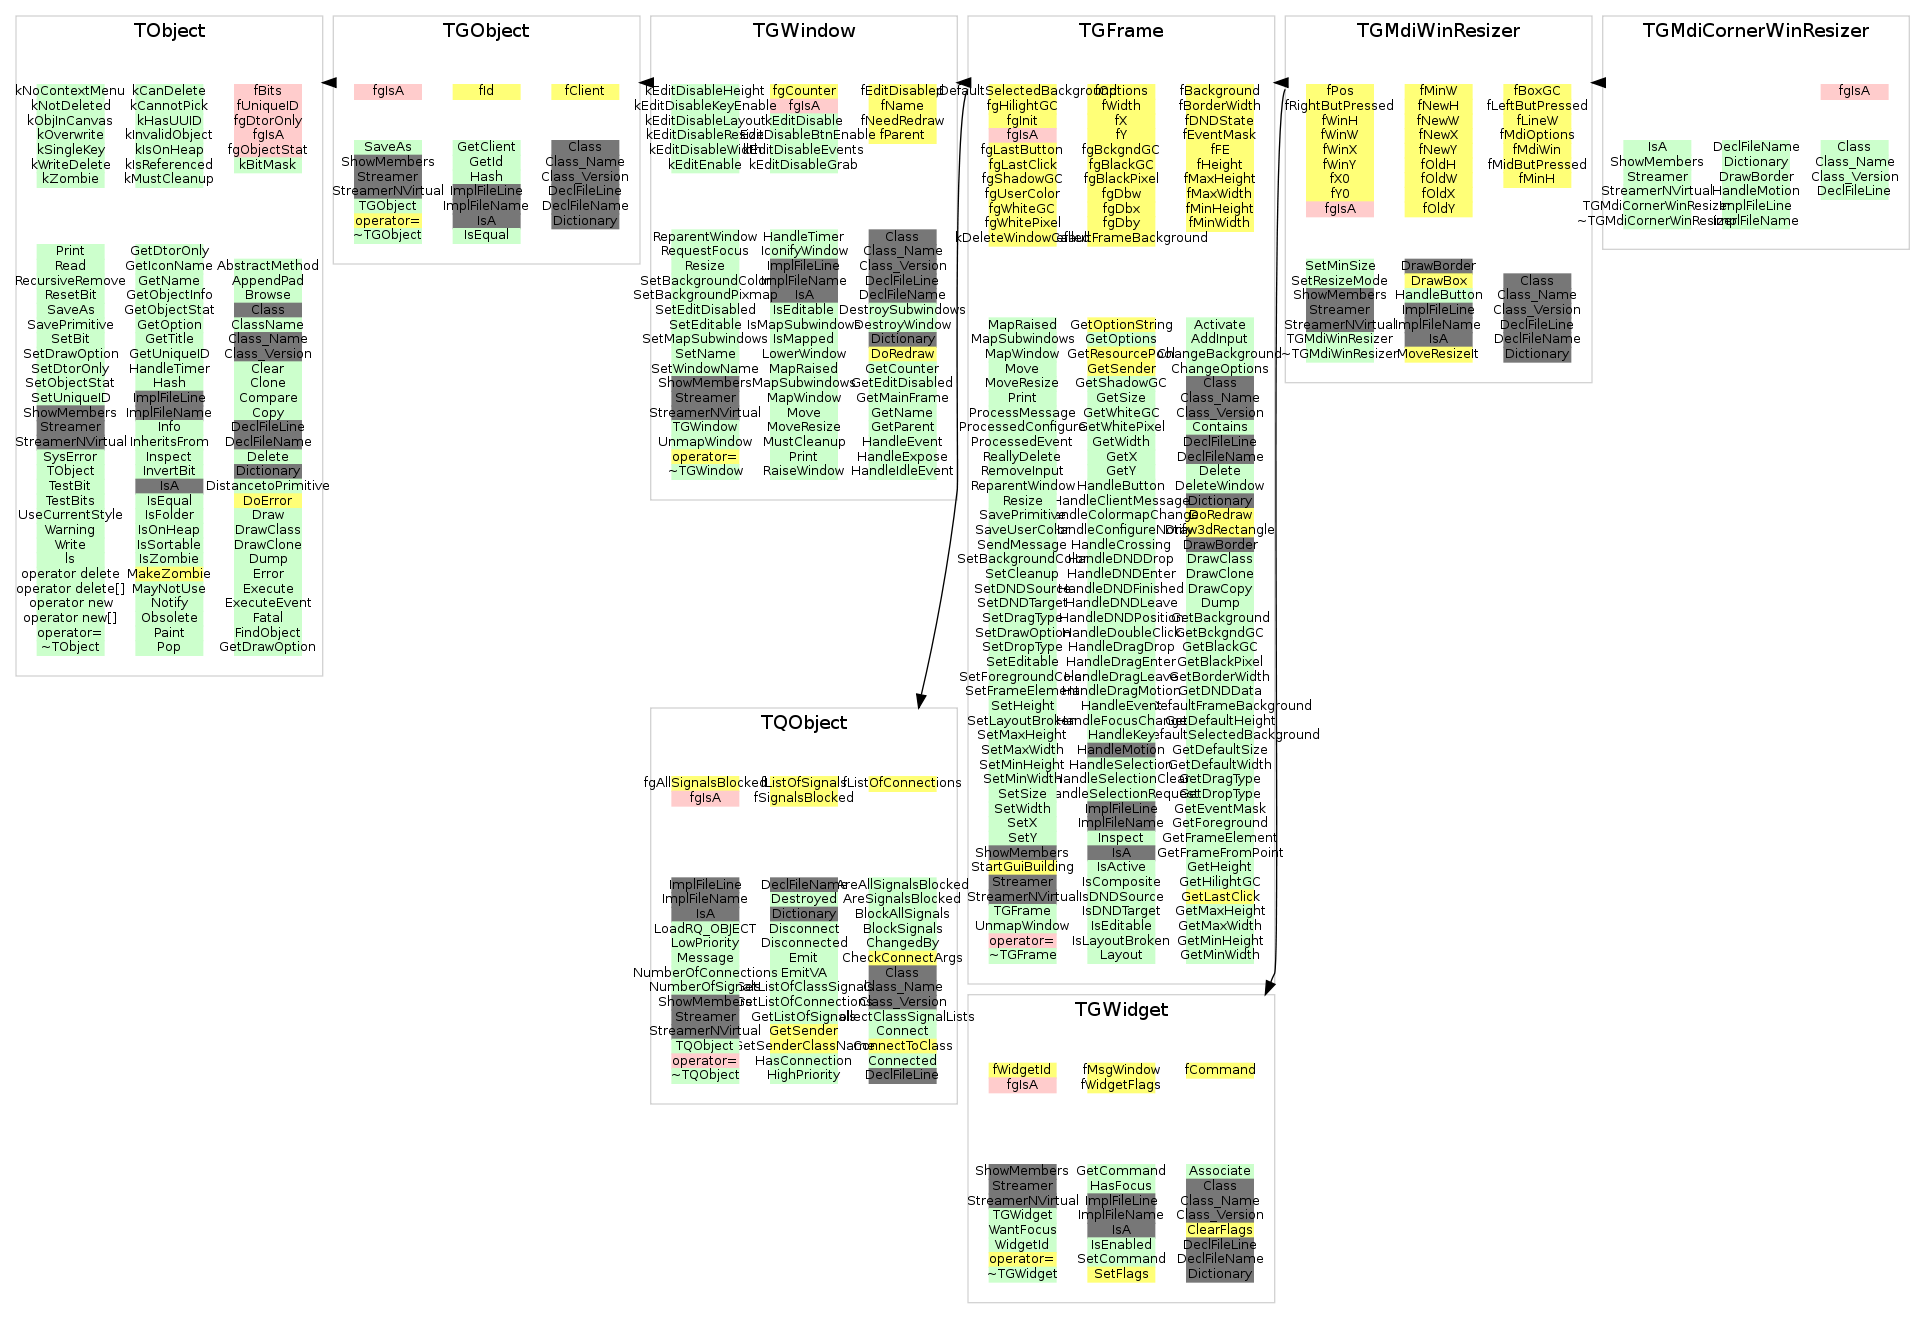 TObject
kNoContextMenu kCanDelete fBits
kNotDeleted kCannotPick fUniqueID
kObjInCanvas kHasUUID fgDtorOnly
kOverwrite kInvalidObject fgIsA
kSingleKey kIsOnHeap fgObjectStat
kWriteDelete kIsReferenced kBitMask
kZombie kMustCleanup
Print GetDtorOnly
Read GetIconName AbstractMethod
RecursiveRemove GetName AppendPad
ResetBit GetObjectInfo Browse
SaveAs GetObjectStat Class
SavePrimitive GetOption ClassName
SetBit GetTitle Class_Name
SetDrawOption GetUniqueID Class_Version
SetDtorOnly HandleTimer Clear
SetObjectStat Hash Clone
SetUniqueID ImplFileLine Compare
ShowMembers ImplFileName Copy
Streamer Info DeclFileLine
StreamerNVirtual InheritsFrom DeclFileName
SysError Inspect Delete
TObject InvertBit Dictionary
TestBit IsA DistancetoPrimitive
TestBits IsEqual DoError
UseCurrentStyle IsFolder Draw
Warning IsOnHeap DrawClass
Write IsSortable DrawClone
ls IsZombie Dump
operator delete MakeZombie Error
operator delete[] MayNotUse Execute
operator new Notify ExecuteEvent
operator new[] Obsolete Fatal
operator= Paint FindObject
~TObject Pop GetDrawOption
TGObject
fgIsA fId fClient
SaveAs GetClient Class
ShowMembers GetId Class_Name
Streamer Hash Class_Version
StreamerNVirtual ImplFileLine DeclFileLine
TGObject ImplFileName DeclFileName
operator= IsA Dictionary
~TGObject IsEqual
TGWindow
kEditDisableHeight fgCounter fEditDisabled
kEditDisableKeyEnable fgIsA fName
kEditDisableLayout kEditDisable fNeedRedraw
kEditDisableResize kEditDisableBtnEnable fParent
kEditDisableWidth kEditDisableEvents
kEditEnable kEditDisableGrab
ReparentWindow HandleTimer Class
RequestFocus IconifyWindow Class_Name
Resize ImplFileLine Class_Version
SetBackgroundColor ImplFileName DeclFileLine
SetBackgroundPixmap IsA DeclFileName
SetEditDisabled IsEditable DestroySubwindows
SetEditable IsMapSubwindows DestroyWindow
SetMapSubwindows IsMapped Dictionary
SetName LowerWindow DoRedraw
SetWindowName MapRaised GetCounter
ShowMembers MapSubwindows GetEditDisabled
Streamer MapWindow GetMainFrame
StreamerNVirtual Move GetName
TGWindow MoveResize GetParent
UnmapWindow MustCleanup HandleEvent
operator= Print HandleExpose
~TGWindow RaiseWindow HandleIdleEvent
TQObject
fgAllSignalsBlocked fListOfSignals fListOfConnections
fgIsA fSignalsBlocked
ImplFileLine DeclFileName AreAllSignalsBlocked
ImplFileName Destroyed AreSignalsBlocked
IsA Dictionary BlockAllSignals
LoadRQ_OBJECT Disconnect BlockSignals
LowPriority Disconnected ChangedBy
Message Emit CheckConnectArgs
NumberOfConnections EmitVA Class
NumberOfSignals GetListOfClassSignals Class_Name
ShowMembers GetListOfConnections Class_Version
Streamer GetListOfSignals ollectClassSignalLists
StreamerNVirtual GetSender Connect
TQObject GetSenderClassName ConnectToClass
operator= HasConnection Connected
~TQObject HighPriority DeclFileLine
TGFrame
DefaultSelectedBackground fOptions fBackground
fgHilightGC fWidth fBorderWidth
fgInit fX fDNDState
fgIsA fY fEventMask
fgLastButton fgBckgndGC fFE
fgLastClick fgBlackGC fHeight
fgShadowGC fgBlackPixel fMaxHeight
fgUserColor fgDbw fMaxWidth
fgWhiteGC fgDbx fMinHeight
fgWhitePixel fgDby fMinWidth
kDeleteWindowCalled efaultFrameBackground
MapRaised GetOptionString Activate
MapSubwindows GetOptions AddInput
MapWindow GetResourcePool ChangeBackground
Move GetSender ChangeOptions
MoveResize GetShadowGC Class
Print GetSize Class_Name
ProcessMessage GetWhiteGC Class_Version
ProcessedConfigure GetWhitePixel Contains
ProcessedEvent GetWidth DeclFileLine
ReallyDelete GetX DeclFileName
RemoveInput GetY Delete
ReparentWindow HandleButton DeleteWindow
Resize HandleClientMessage Dictionary
SavePrimitive andleColormapChange DoRedraw
SaveUserColor HandleConfigureNotify Draw3dRectangle
SendMessage HandleCrossing DrawBorder
SetBackgroundColor HandleDNDDrop DrawClass
SetCleanup HandleDNDEnter DrawClone
SetDNDSource HandleDNDFinished DrawCopy
SetDNDTarget HandleDNDLeave Dump
SetDragType HandleDNDPosition GetBackground
SetDrawOption HandleDoubleClick GetBckgndGC
SetDropType HandleDragDrop GetBlackGC
SetEditable HandleDragEnter GetBlackPixel
SetForegroundColor HandleDragLeave GetBorderWidth
SetFrameElement HandleDragMotion GetDNDData
SetHeight HandleEvent DefaultFrameBackground
SetLayoutBroken HandleFocusChange GetDefaultHeight
SetMaxHeight HandleKey efaultSelectedBackground
SetMaxWidth HandleMotion GetDefaultSize
SetMinHeight HandleSelection GetDefaultWidth
SetMinWidth HandleSelectionClear GetDragType
SetSize andleSelectionRequest GetDropType
SetWidth ImplFileLine GetEventMask
SetX ImplFileName GetForeground
SetY Inspect GetFrameElement
ShowMembers IsA GetFrameFromPoint
StartGuiBuilding IsActive GetHeight
Streamer IsComposite GetHilightGC
StreamerNVirtual IsDNDSource GetLastClick
TGFrame IsDNDTarget GetMaxHeight
UnmapWindow IsEditable GetMaxWidth
operator= IsLayoutBroken GetMinHeight
~TGFrame Layout GetMinWidth
TGWidget
fWidgetId fMsgWindow fCommand
fgIsA fWidgetFlags
ShowMembers GetCommand Associate
Streamer HasFocus Class
StreamerNVirtual ImplFileLine Class_Name
TGWidget ImplFileName Class_Version
WantFocus IsA ClearFlags
WidgetId IsEnabled DeclFileLine
operator= SetCommand DeclFileName
~TGWidget SetFlags Dictionary
TGMdiWinResizer
fPos fMinW fBoxGC
fRightButPressed fNewH fLeftButPressed
fWinH fNewW fLineW
fWinW fNewX fMdiOptions
fWinX fNewY fMdiWin
fWinY fOldH fMidButPressed
fX0 fOldW fMinH
fY0 fOldX
fgIsA fOldY
SetMinSize DrawBorder
SetResizeMode DrawBox Class
ShowMembers HandleButton Class_Name
Streamer ImplFileLine Class_Version
StreamerNVirtual ImplFileName DeclFileLine
TGMdiWinResizer IsA DeclFileName
~TGMdiWinResizer MoveResizeIt Dictionary
TGMdiCornerWinResizer
fgIsA
IsA DeclFileName Class
ShowMembers Dictionary Class_Name
Streamer DrawBorder Class_Version
StreamerNVirtual HandleMotion DeclFileLine
TGMdiCornerWinResizer ImplFileLine
~TGMdiCornerWinResizer ImplFileName